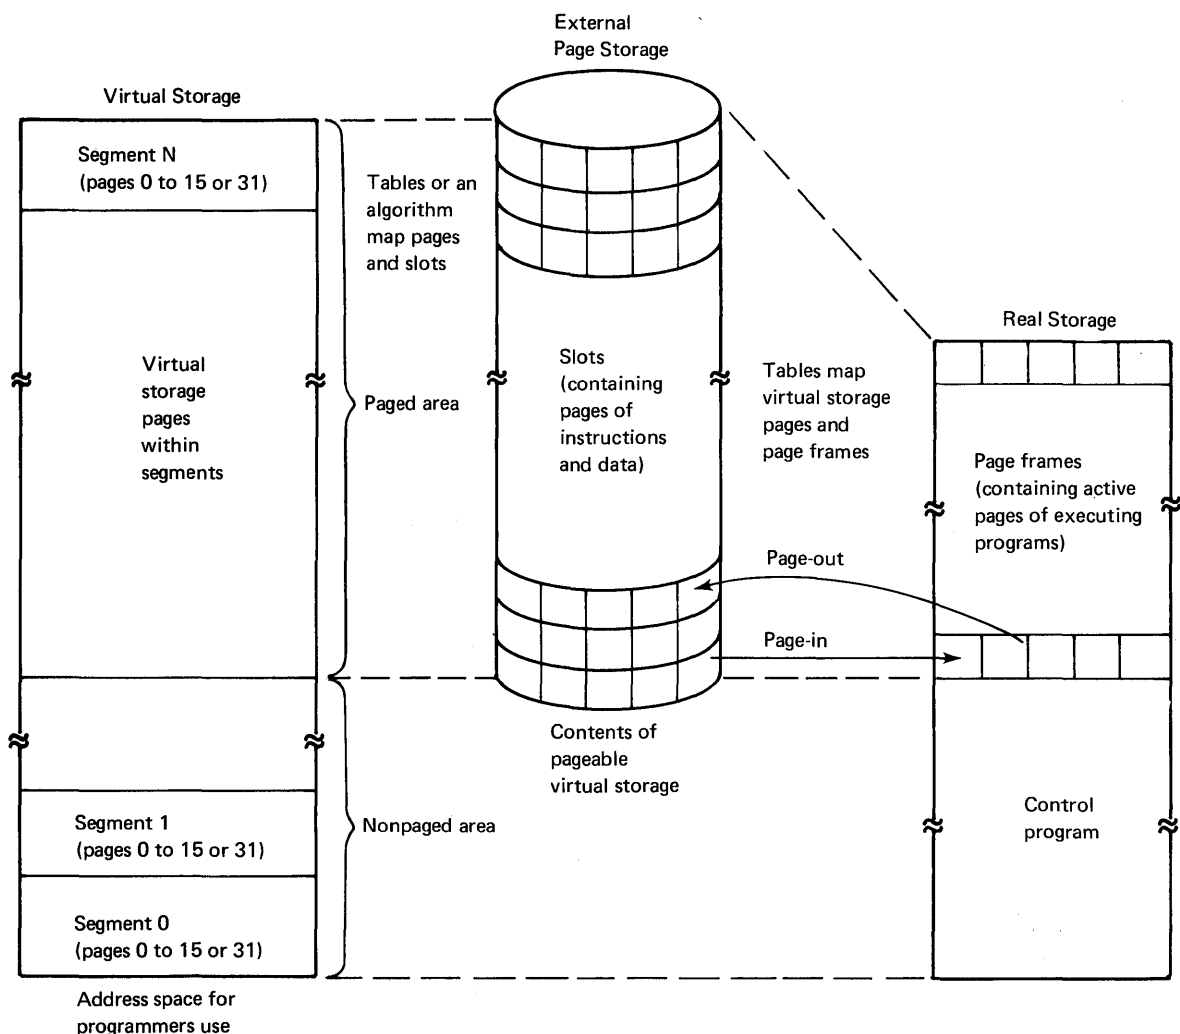 External
Page Storage
Virtual Storage
Segment N
(pages 0 to 15 or 31)
Tables or an
algorithm
map pages
and slots
Real Storage
Virtual
storage
pages
within
segments
Paged area
Slots
(containing
pages of
instructions
and data)
Tables map
virtual storage
pages and
page frames
Page frames
(containing active
pages of executing
programs)
Page-out
Page-in
Contents of
pageable
virtual storage
Segment 1
(pages 0 to 15 or 31)
Nonpaged area
Control
program
Segment 0
(pages 0 to 15 or 31)
Address space for
programmers use